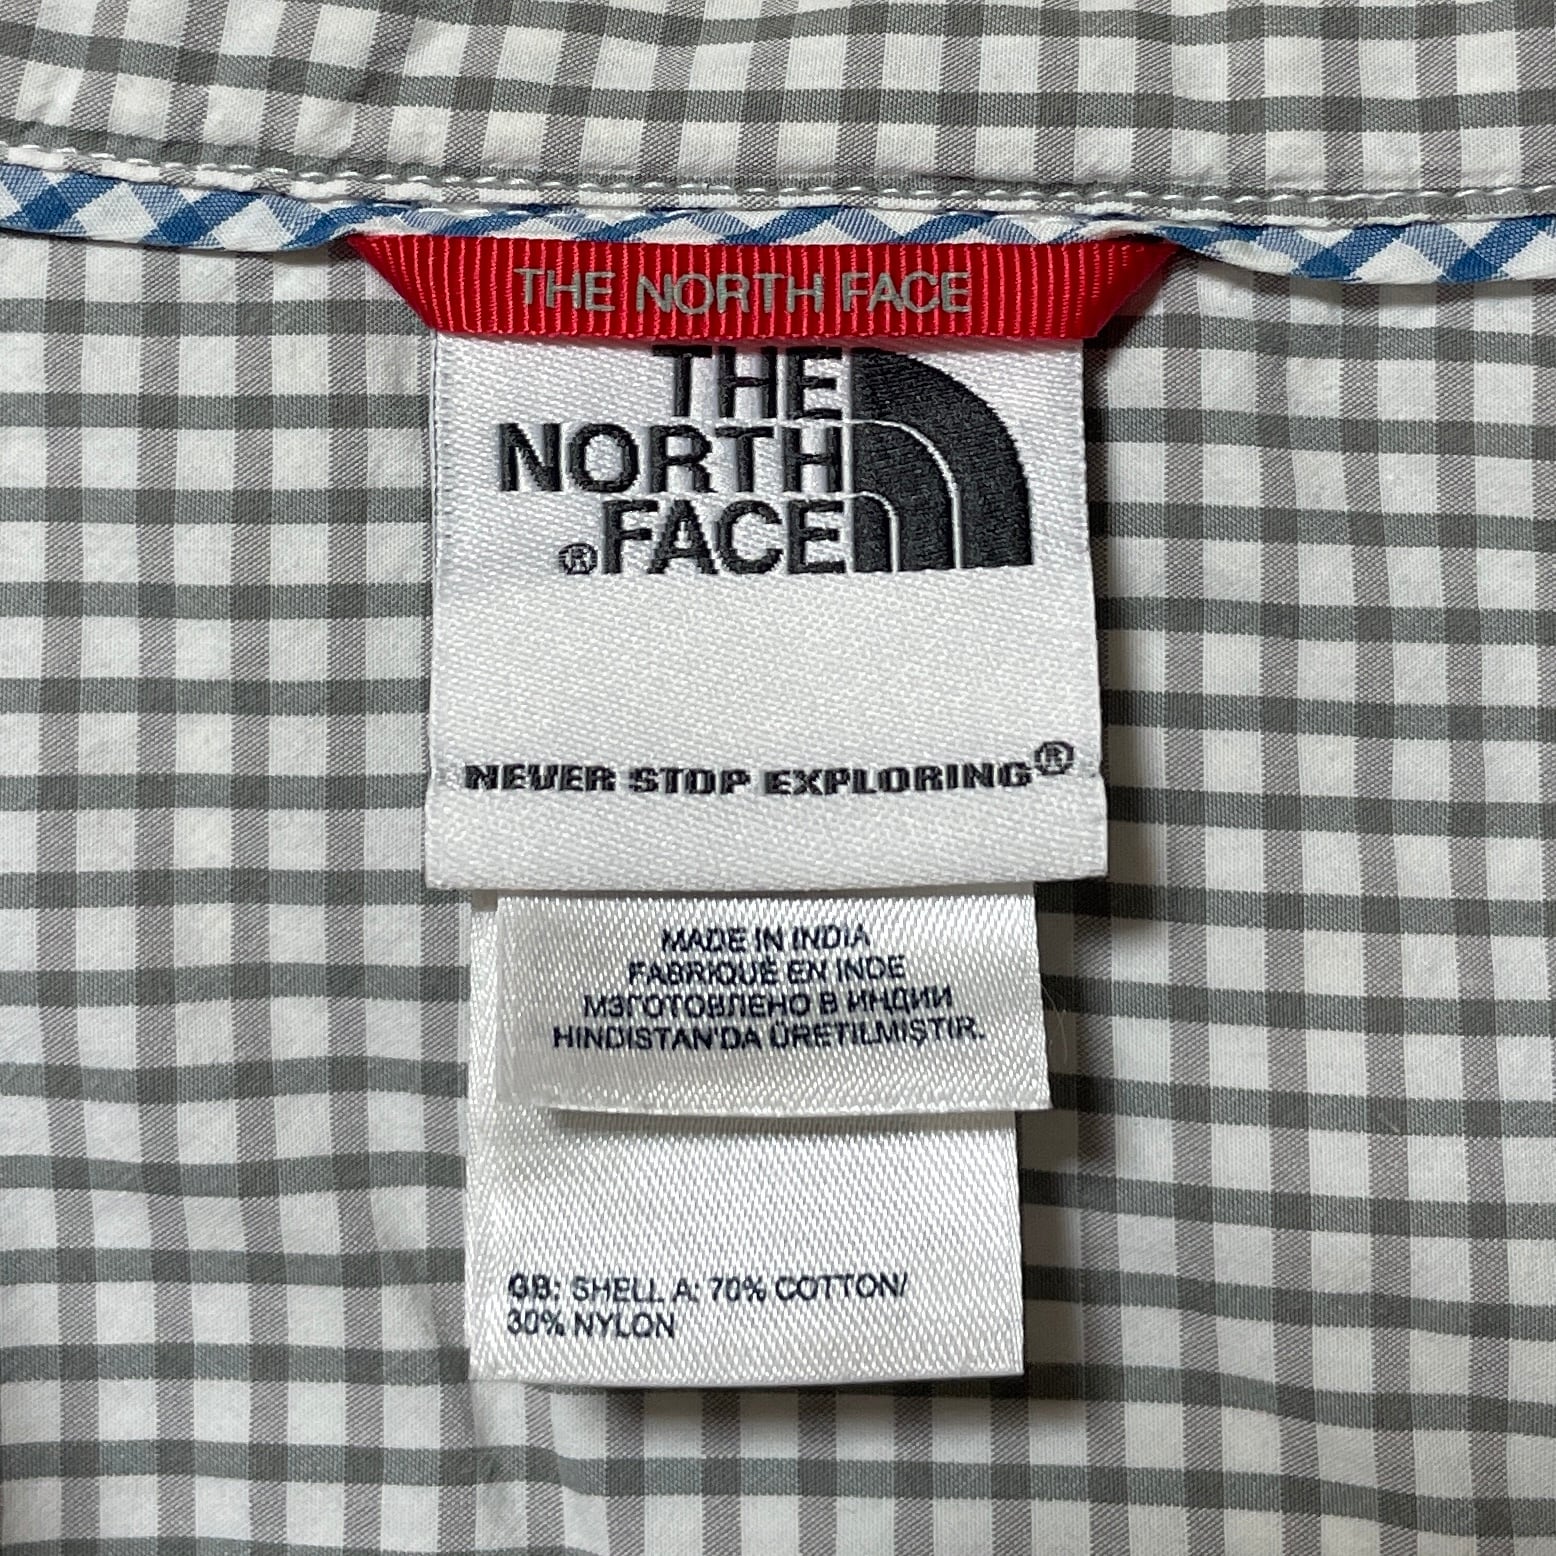 THE NORTH FACE
THE
NORTH
®FACE
NEVER STOP EXPLORING®
MADE IN INDIA
FABRIQUÉ EN INDE
ИЗГОТОВЛЕНО В ИНДИИ
HINDISTAN'DA ÜRETILMIŞTIR.
GB: SHELL A: 70% COTTON/
30% NYLON